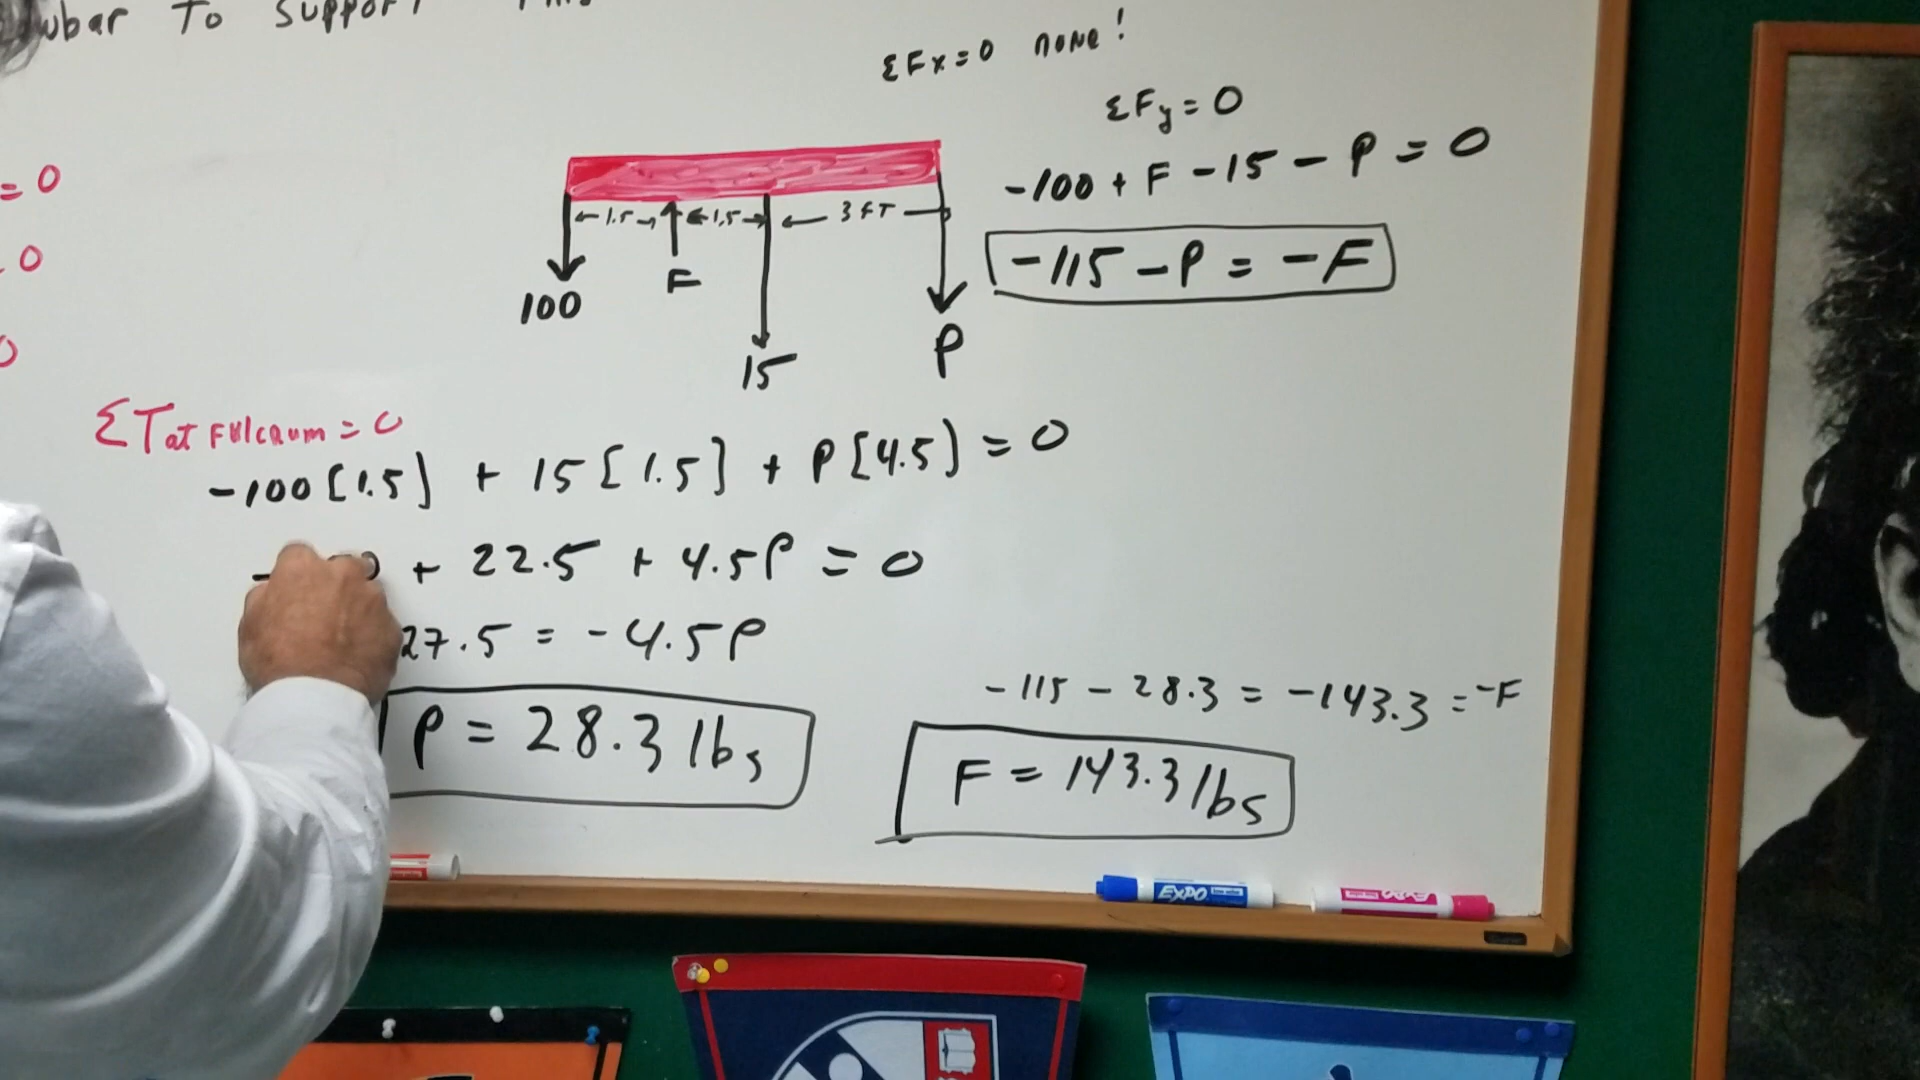 To Support
ΣFx = 0 none!
ΣFy = 0
= 0
-100 + F - 15 - P = 0
←1.5→ ←1.5→ ← 3 FT →
0
-115 - P = -F
F
100
0
15
P
ΣT at Fulcrum = 0
-100 [1.5] + 15 [1.5] + P [4.5] = 0
+ 22.5 + 4.5P = 0
27.5 = -4.5P
-115 - 28.3 = -143.3 = -F
P = 28.3 lbs
F = 143.3 lbs
EXPO